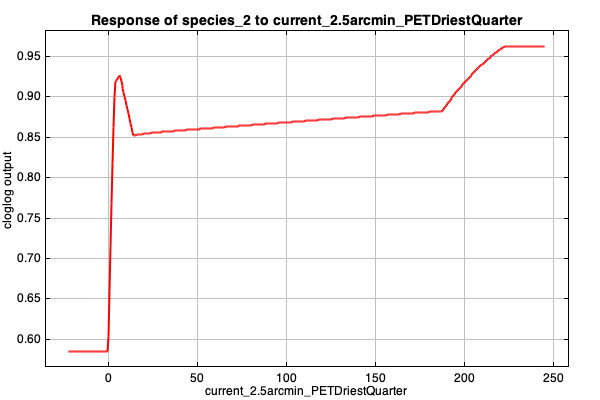 Response of species_2 to current_2.5arcmin_PETDriestQuarter
cloglog output
0.95
0.90
0.85
0.80
0.75
0.70
0.65
0.60
0 50 100 150 200 250
current_2.5arcmin_PETDriestQuarter